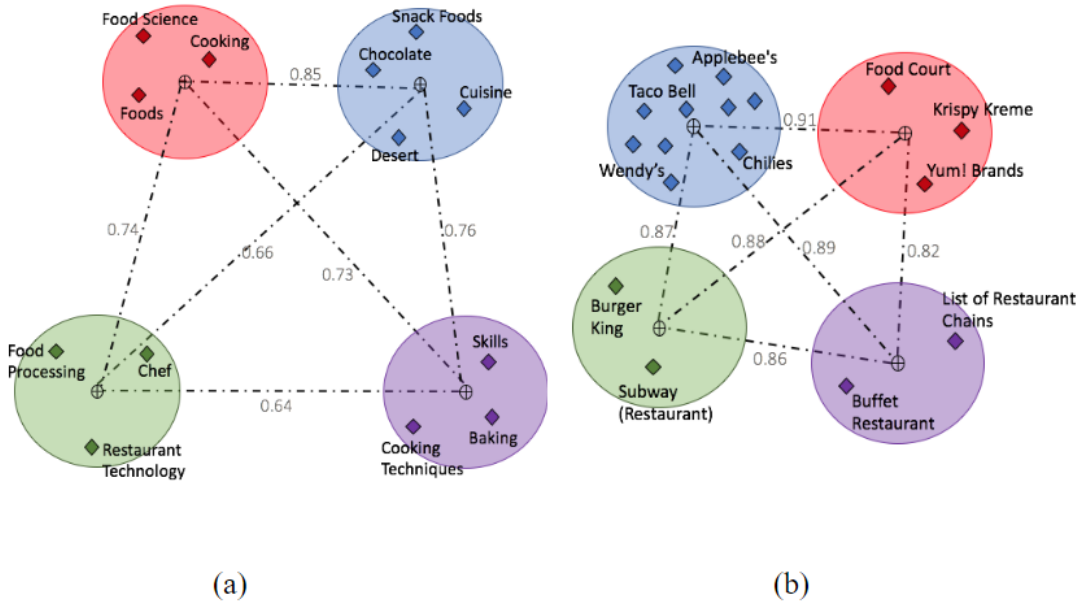 Food Science
Cooking
Foods
Snack Foods
Chocolate
Cuisine
Desert
0.85
0.74
0.66
0.73
0.76
Food
Processing
Chef
Restaurant
Technology
0.64
Skills
Baking
Cooking
Techniques
(a)
Applebee's
Taco Bell
Wendy's
Chilies
0.91
Food Court
Krispy Kreme
Yum! Brands
0.87
0.88
0.89
0.82
Burger
King
Subway
(Restaurant)
0.86
List of Restaurant
Chains
Buffet
Restaurant
(b)